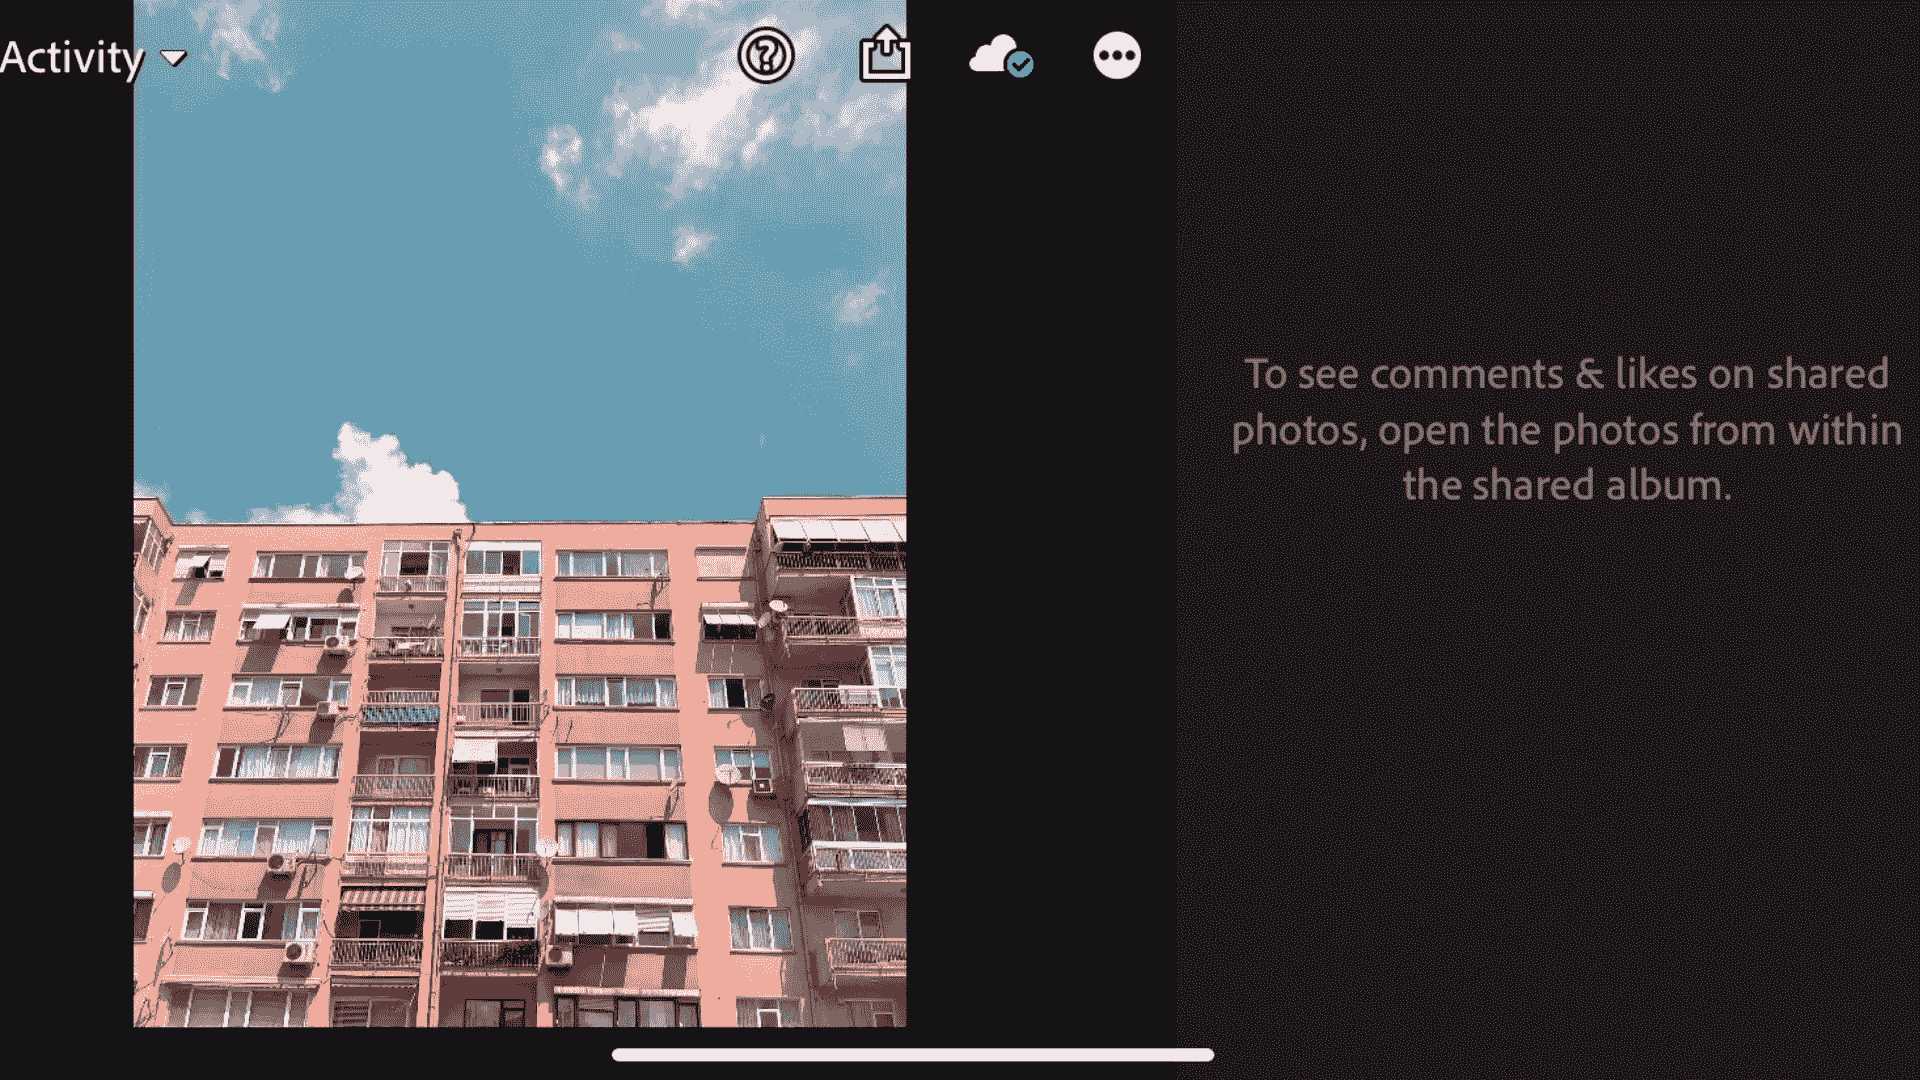 Activity
To see comments & likes on shared
photos, open the photos from within
the shared album.